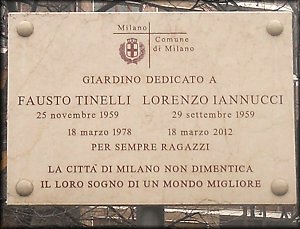 Milano
Comune
di Milano
GIARDINO DEDICATO A
FAUSTO TINELLI LORENZO IANNUCCI
25 novembre 1959 29 settembre 1959
18 marzo 1978 18 marzo 2012
PER SEMPRE RAGAZZI
LA CITTÀ DI MILANO NON DIMENTICA
IL LORO SOGNO DI UN MONDO MIGLIORE